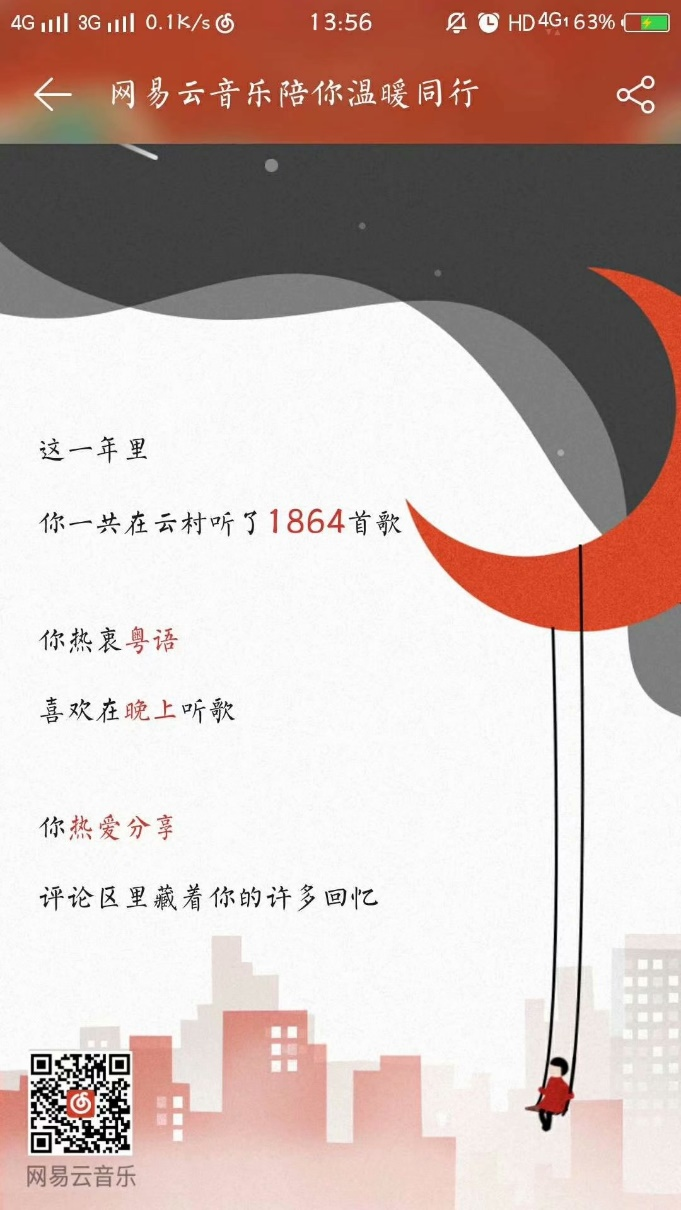 4G 3G 0.1K/s 13:56 HD 4G1 63%
网易云音乐陪你温暖同行
这一年里
你一共在云村听了1864首歌
你热衷粤语
喜欢在晚上听歌
你热爱分享
评论区里藏着你的许多回忆
网易云音乐